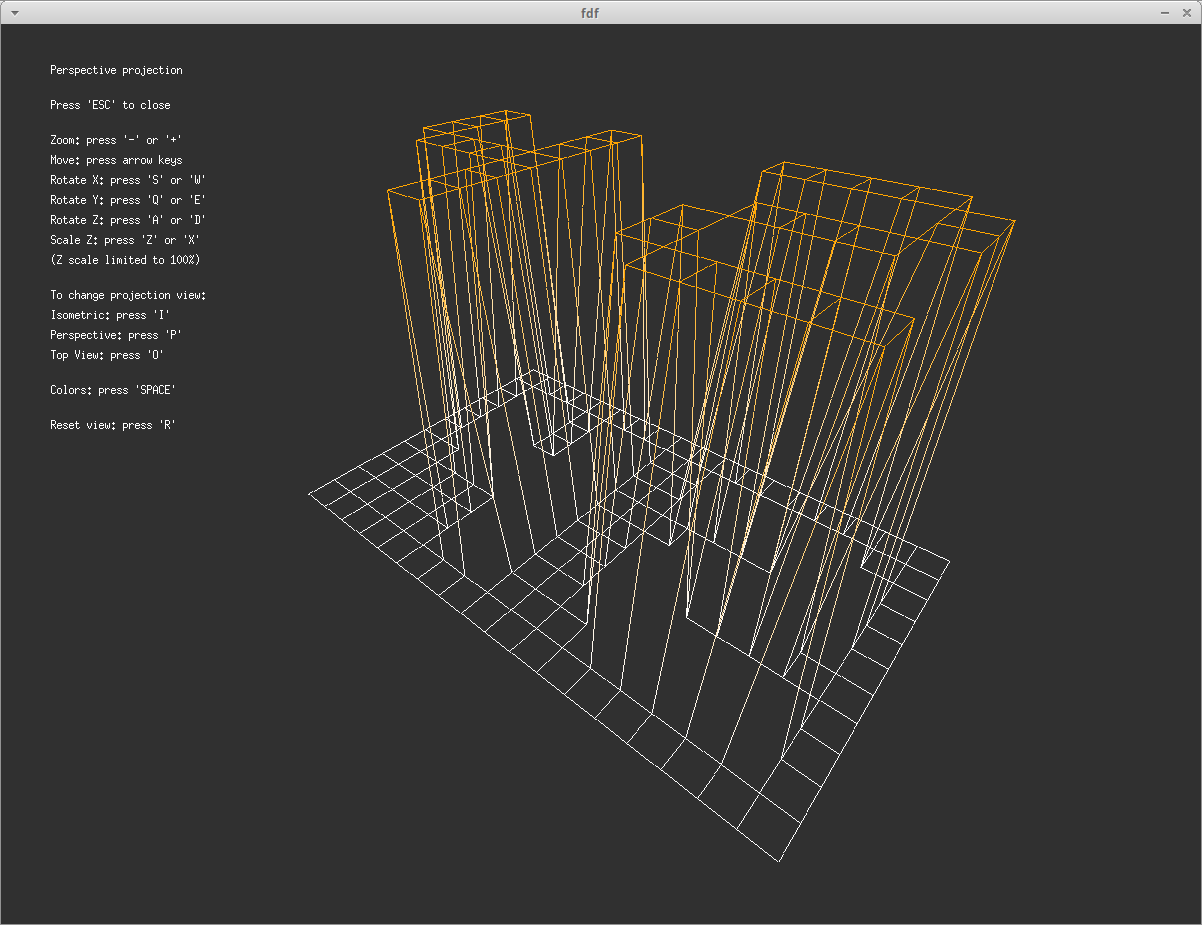 fdf
Perspective projection
Press 'ESC' to close
Zoom: press '-' or '+'
Move: press arrow keys
Rotate X: press 'S' or 'W'
Rotate Y: press 'Q' or 'E'
Rotate Z: press 'A' or 'D'
Scale Z: press 'Z' or 'X'
(Z scale limited to 100%)
To change projection view:
Isometric: press 'I'
Perspective: press 'P'
Top View: press 'O'
Colors: press 'SPACE'
Reset view: press 'R'